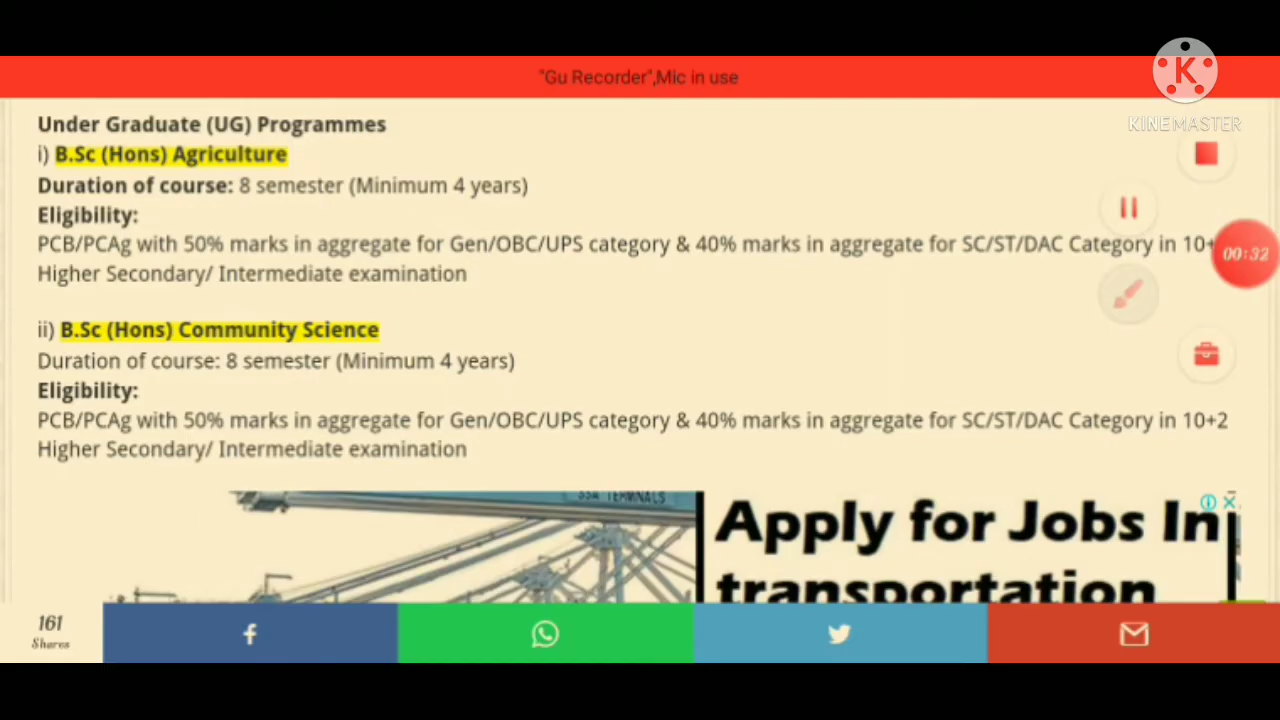 "Gu Recorder",Mic in use
K
KINEMASTER
Under Graduate (UG) Programmes
i) B.Sc (Hons) Agriculture
Duration of course: 8 semester (Minimum 4 years)
Eligibility:
PCB/PCAg with 50% marks in aggregate for Gen/OBC/UPS category & 40% marks in aggregate for SC/ST/DAC Category in 10+
00:32
Higher Secondary/ Intermediate examination
ii) B.Sc (Hons) Community Science
Duration of course: 8 semester (Minimum 4 years)
Eligibility:
PCB/PCAg with 50% marks in aggregate for Gen/OBC/UPS category & 40% marks in aggregate for SC/ST/DAC Category in 10+2
Higher Secondary/ Intermediate examination
SSA TERMINALS
Apply for Jobs In
transportation
161
Shares